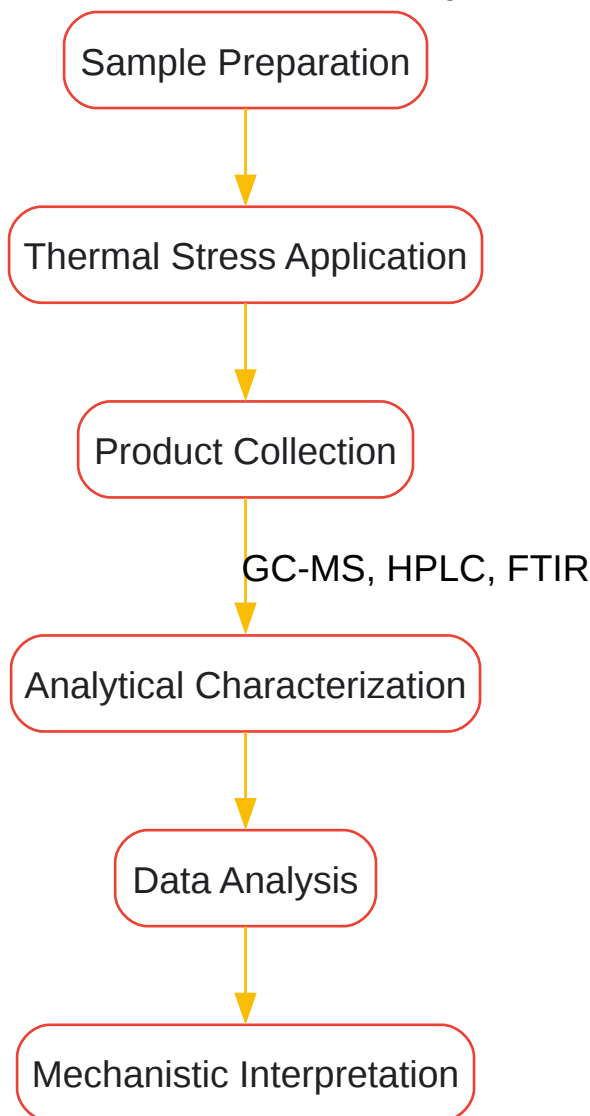 Sample Preparation
Thermal Stress Application
Product Collection
GC-MS, HPLC, FTIR
Analytical Characterization
Data Analysis
Mechanistic Interpretation